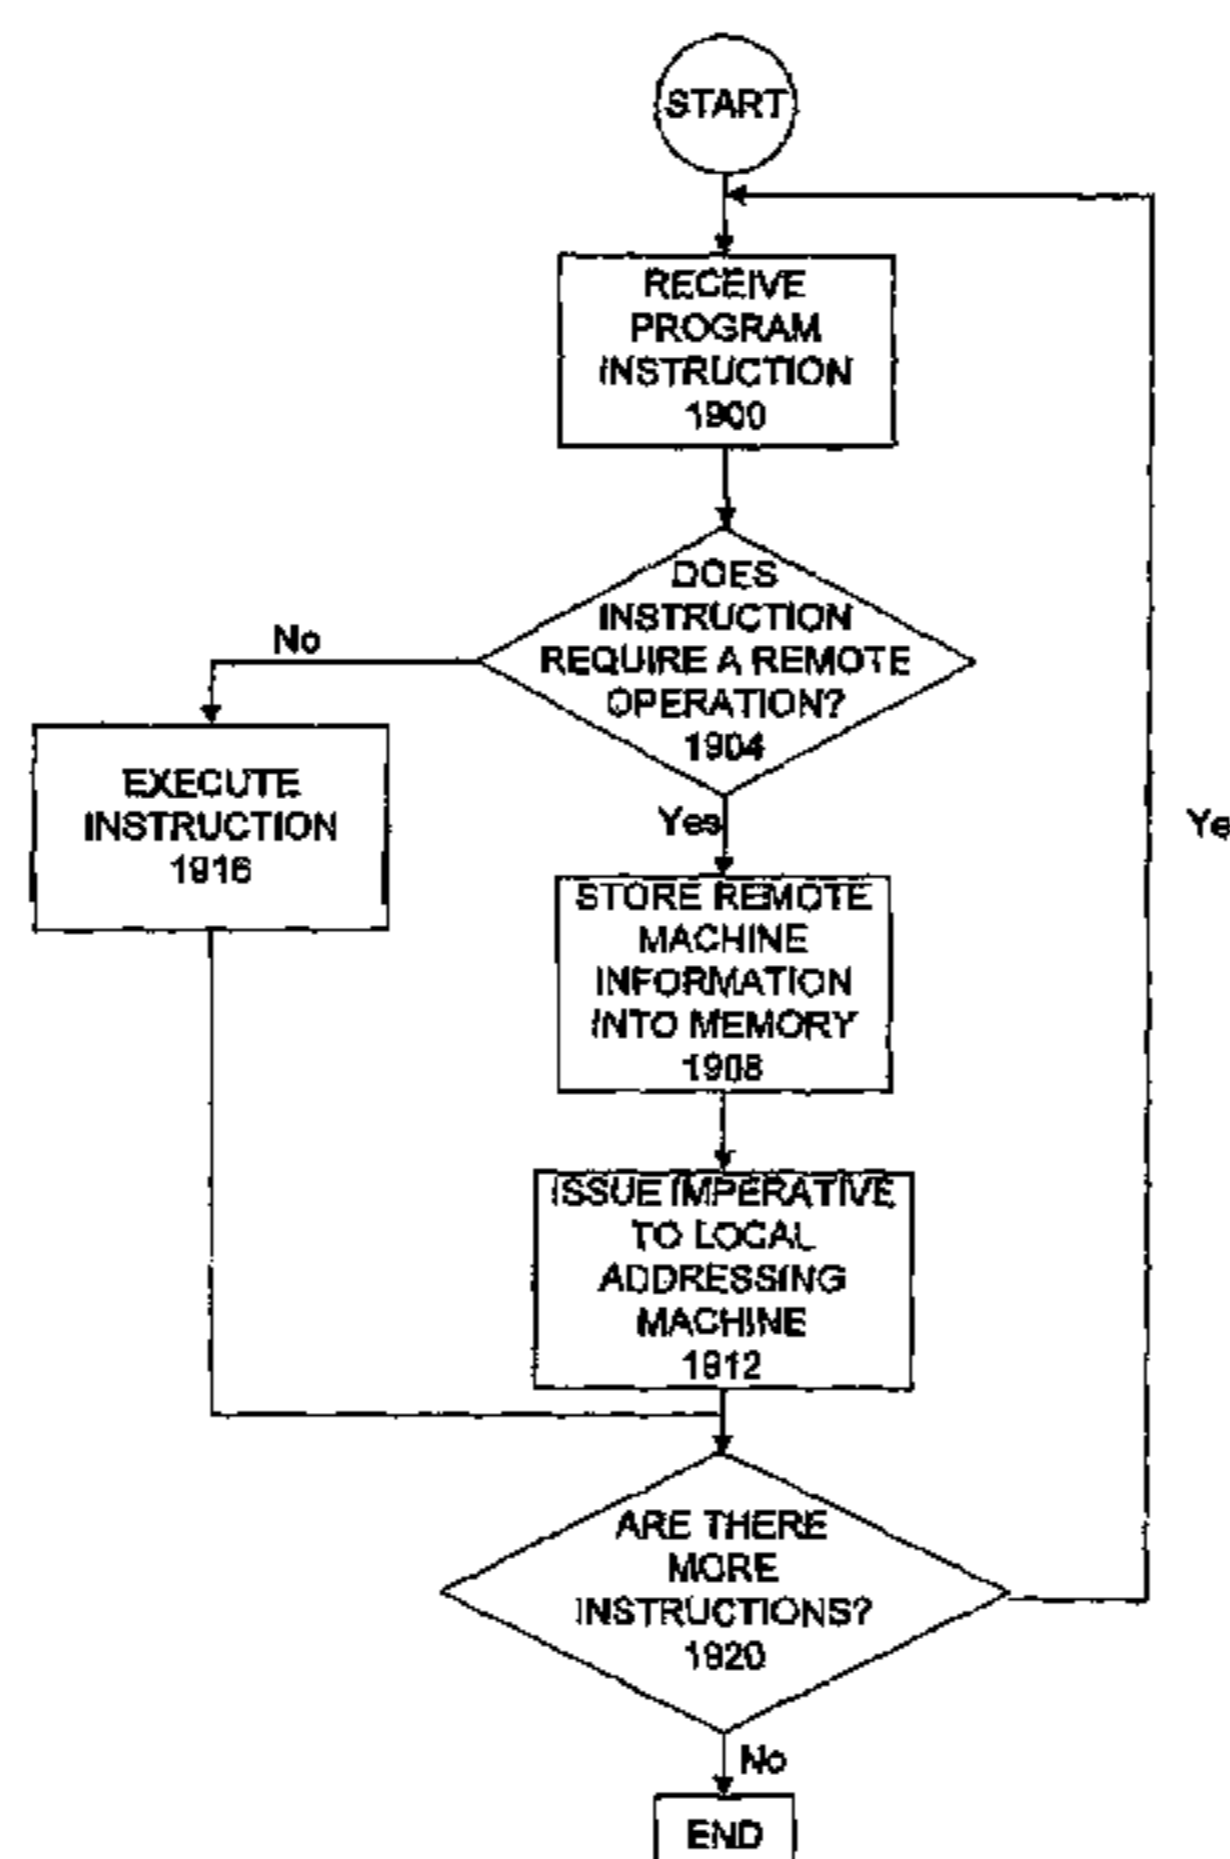 START
RECEIVE
PROGRAM
INSTRUCTION
1900
DOES
INSTRUCTION
REQUIRE A REMOTE
OPERATION?
1904
No
EXECUTE
INSTRUCTION
1916
Yes
Ye
STORE REMOTE
MACHINE
INFORMATION
INTO MEMORY
1908
ISSUE IMPERATIVE
TO LOCAL
ADDRESSING
MACHINE
1912
ARE THERE
MORE
INSTRUCTIONS?
1920
No
END